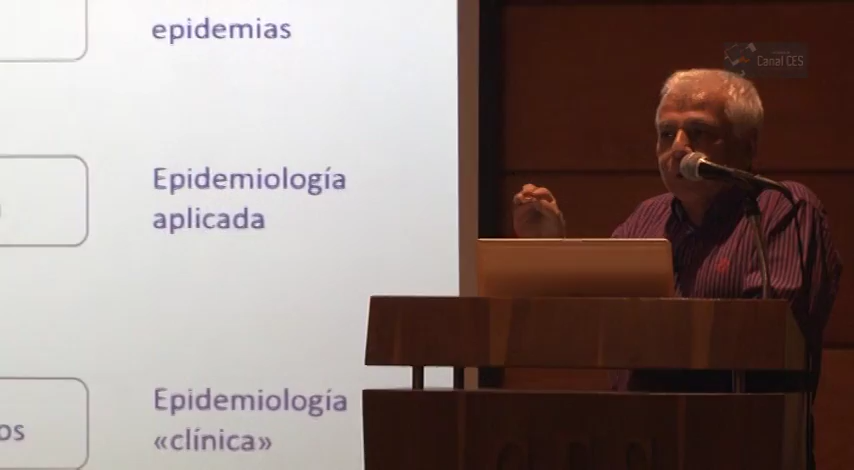 epidemias
Epidemiología
aplicada
Epidemiología
«clínica»
os
Canal CES